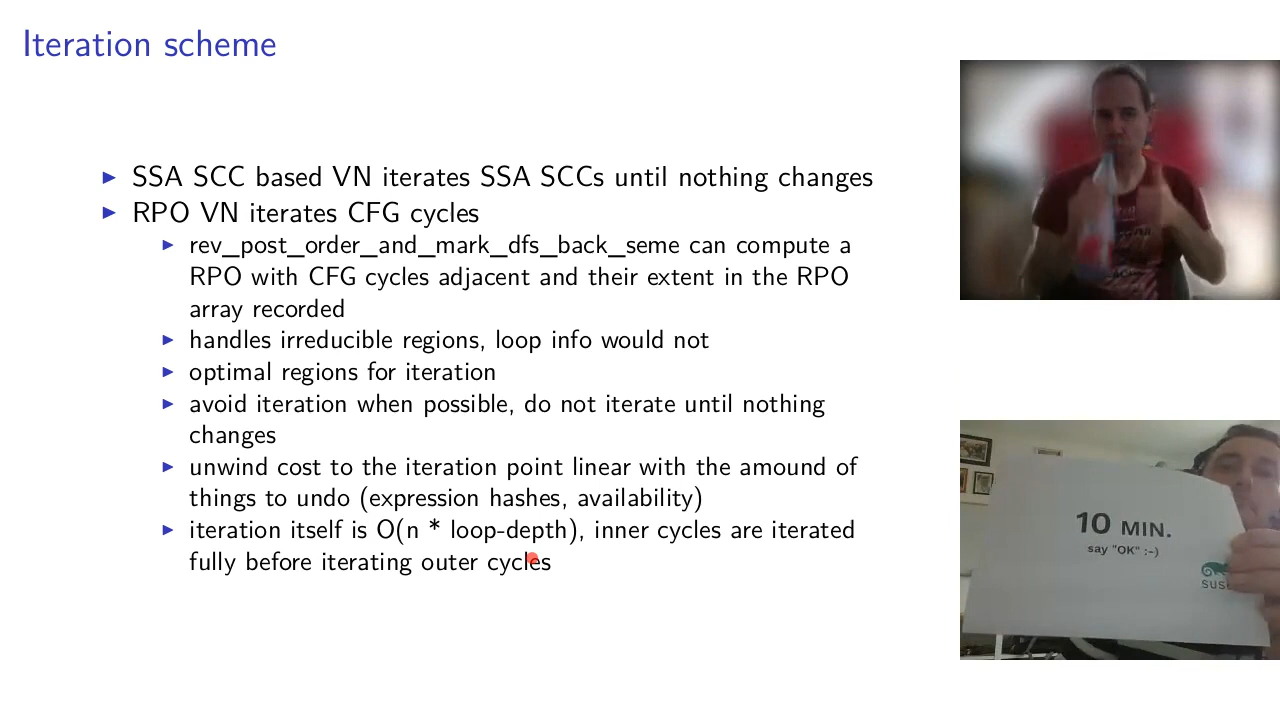 Iteration scheme
SSA SCC based VN iterates SSA SCCs until nothing changes
RPO VN iterates CFG cycles
rev_post_order_and_mark_dfs_back_seme can compute a
RPO with CFG cycles adjacent and their extent in the RPO
array recorded
handles irreducible regions, loop info would not
optimal regions for iteration
avoid iteration when possible, do not iterate until nothing
changes
unwind cost to the iteration point linear with the amound of
things to undo (expression hashes, availability)
iteration itself is O(n * loop-depth), inner cycles are iterated
fully before iterating outer cycles
10 MIN.
say "OK" :-)
SUSE